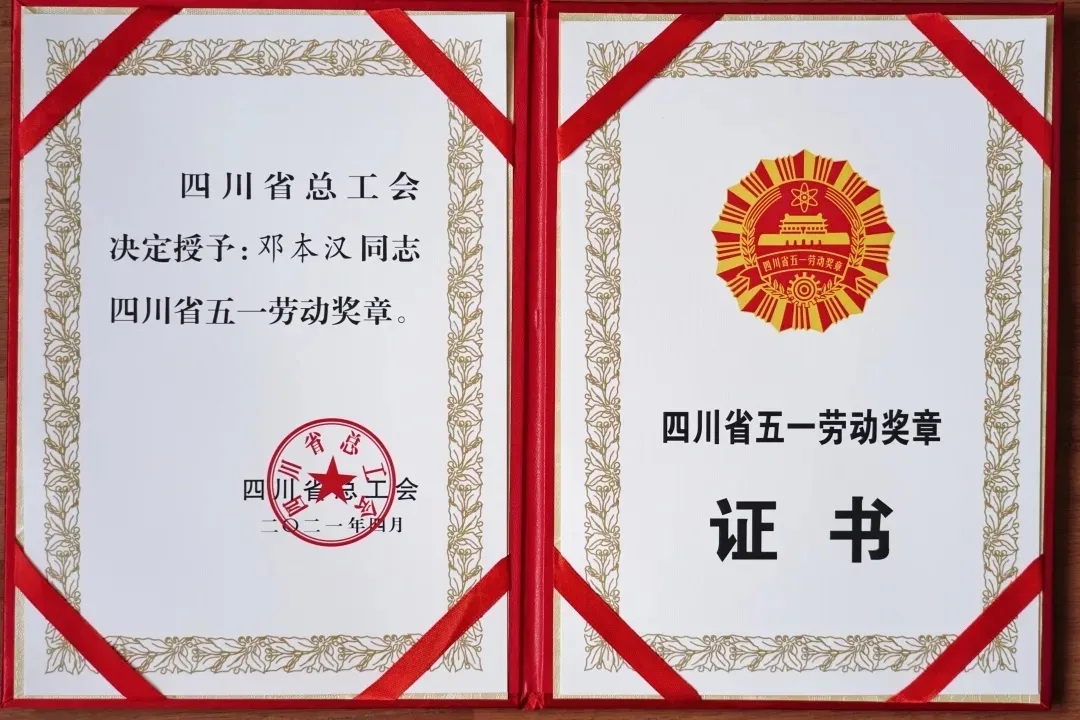 四川省总工会
决定授予：邓本汉同志
四川省五一劳动奖章。
四川省总工会
四川省总工会
二〇二一年四月
四川省五一劳动奖章
四川省五一劳动奖章
证书